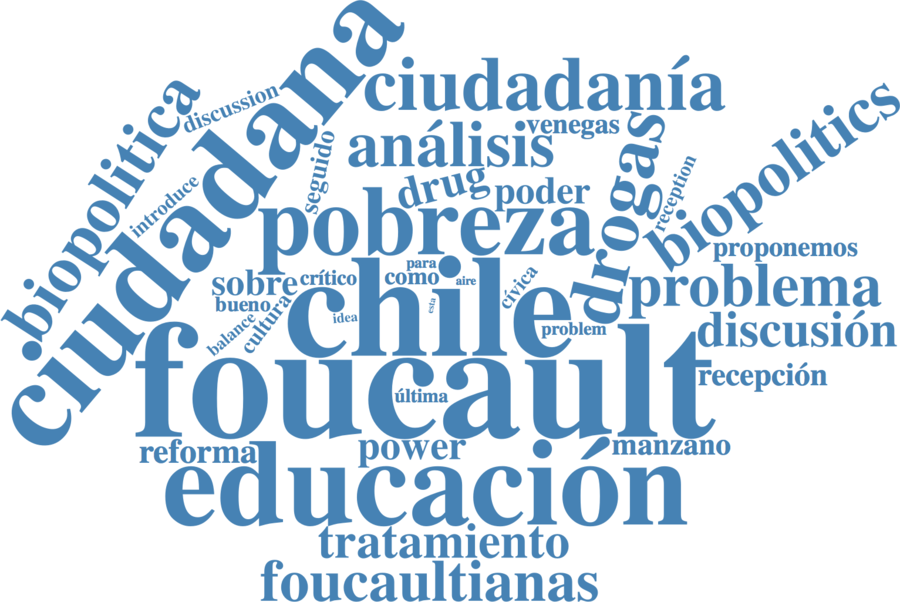 ciudadana
ciudadanía
biopolitica
discussion
venegas
análisis
seguido
drogas
biopolitics
drug
poder
reception
introduce
pobreza
proponemos
sobre
crítico
para
como
aire
cívica
problema
bueno
cultura
chile
idea
esta
balance
problem
discusión
foucault
última
recepción
reforma
power
manzano
educación
tratamiento
foucaultianas